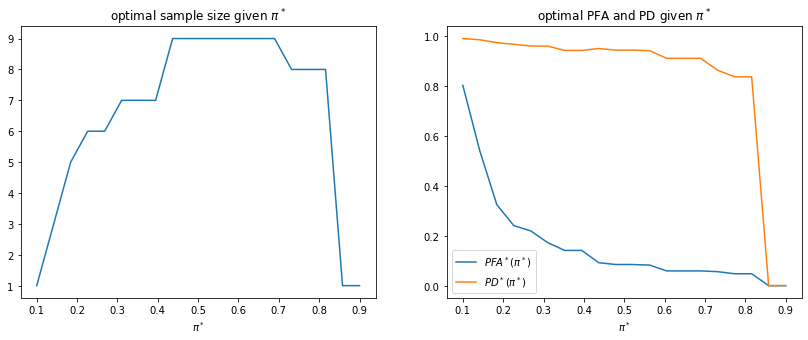 optimal sample size given π*
9
8
7
6
5
4
3
2
1
0.1 0.2 0.3 0.4 0.5 0.6 0.7 0.8 0.9
π*
optimal PFA and PD given π*
1.0
0.8
0.6
0.4
0.2
0.0
PFA*(π*)
PD*(π*)
0.1 0.2 0.3 0.4 0.5 0.6 0.7 0.8 0.9
π*